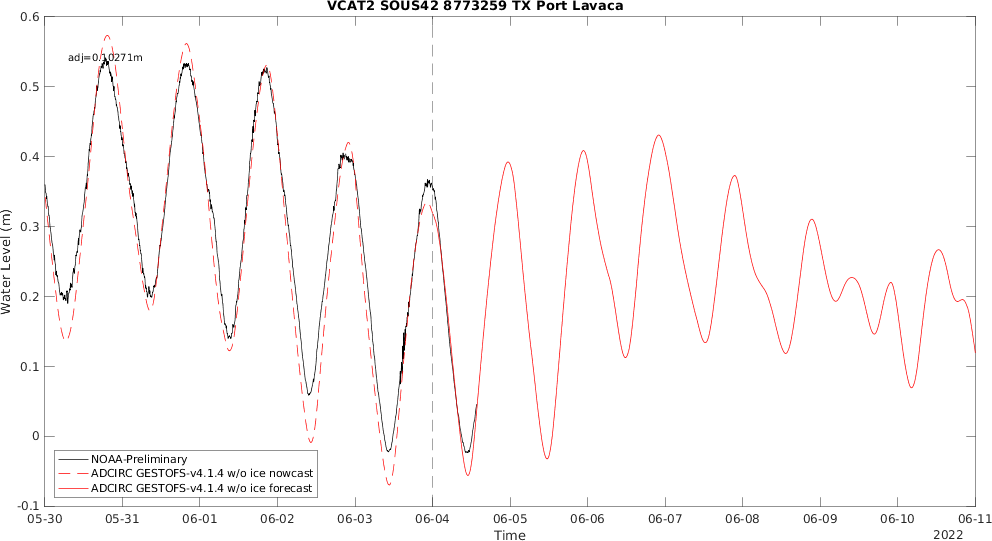 VCAT2 SOUS42 8773259 TX Port Lavaca
0.6
adj=0.10271m
0.5
0.4
0.3
Water Level (m)
0.2
0.1
0
NOAA-Preliminary
ADCIRC GESTOFS-v4.1.4 w/o ice nowcast
ADCIRC GESTOFS-v4.1.4 w/o ice forecast
-0.1
05-30 05-31 06-01 06-02 06-03 06-04 06-05 06-06 06-07 06-08 06-09 06-10 06-11
Time
2022